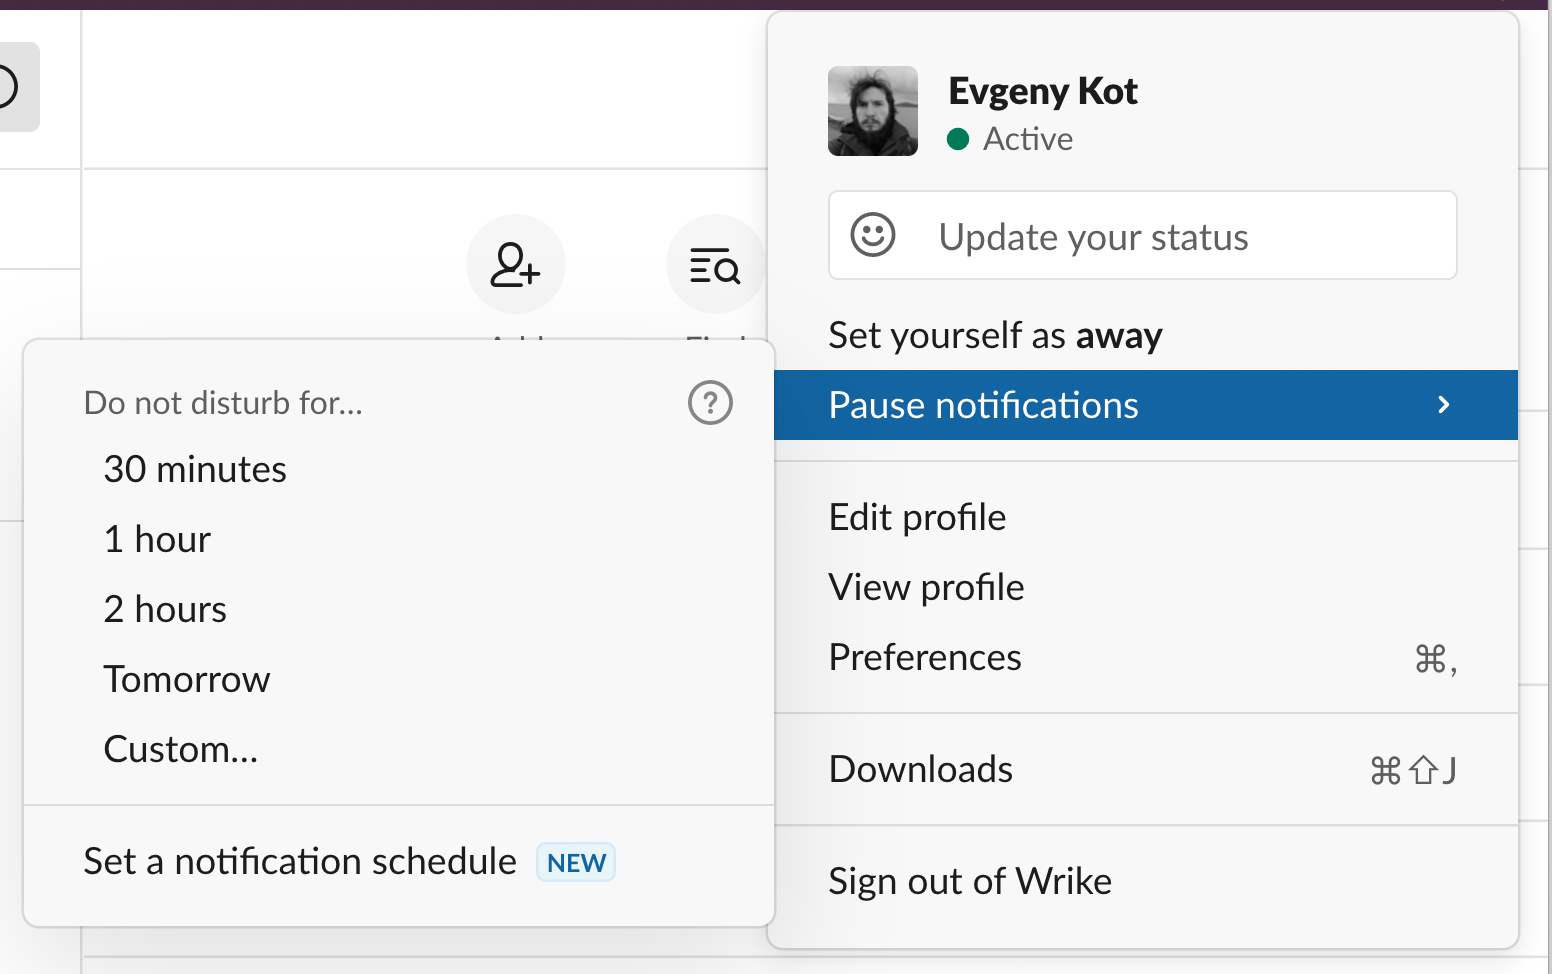 Evgeny Kot
Active
Update your status
Set yourself as away
Pause notifications
Edit profile
View profile
Preferences ⌘,
Downloads ⌘⇧J
Sign out of Wrike
Do not disturb for...
30 minutes
1 hour
2 hours
Tomorrow
Custom...
Set a notification schedule NEW